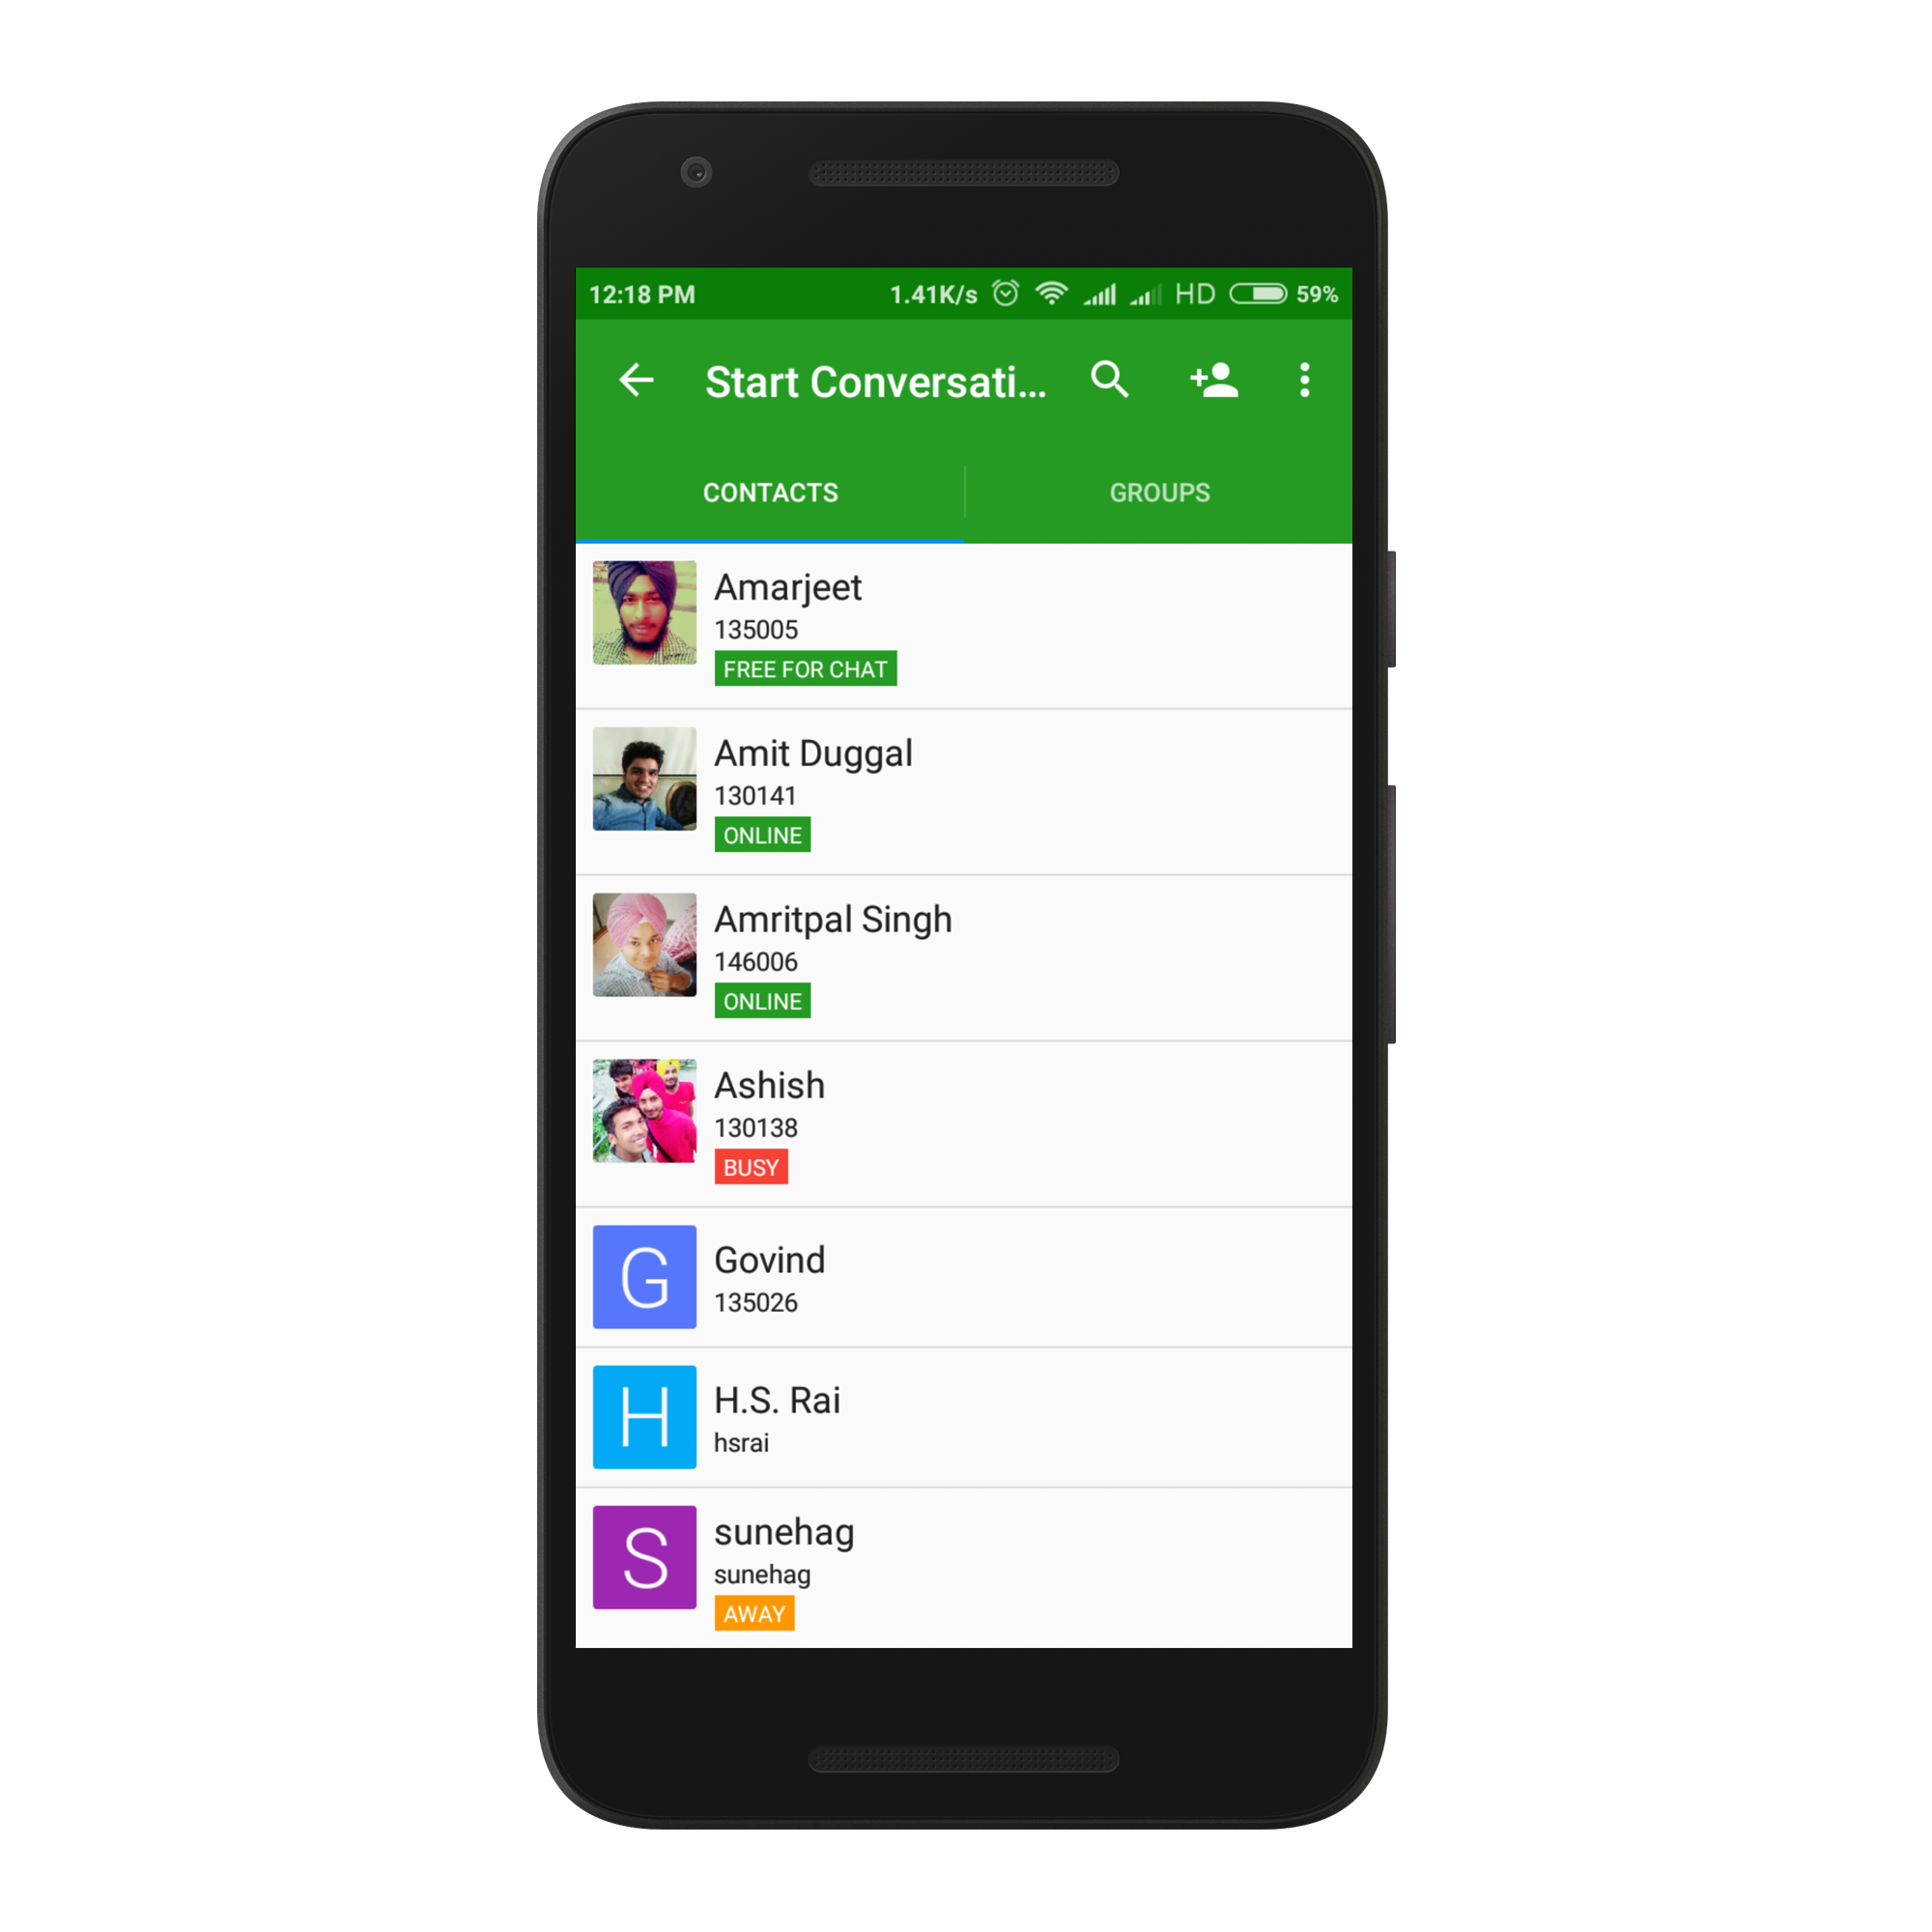 12:18 PM 1.41K/s HD 59%
Start Conversati...
CONTACTS GROUPS
Amarjeet
135005
FREE FOR CHAT
Amit Duggal
130141
ONLINE
Amritpal Singh
146006
ONLINE
Ashish
130138
BUSY
G
Govind
135026
H
H.S. Rai
hsrai
S
sunehag
sunehag
AWAY